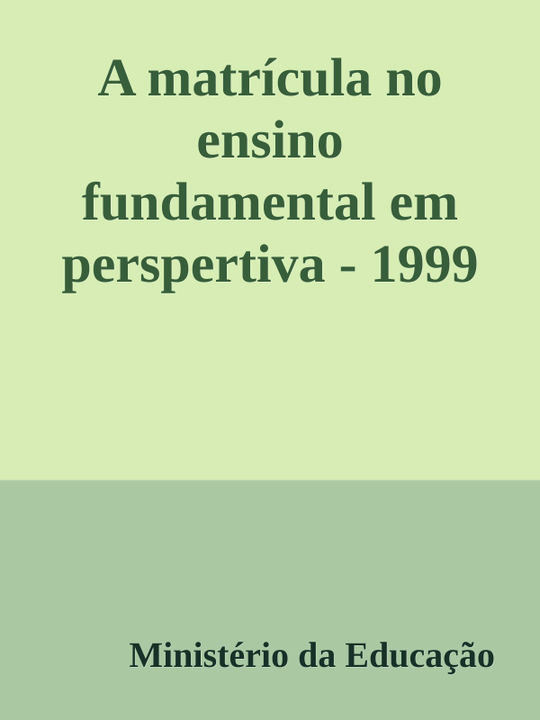 A matrícula no
ensino
fundamental em
perspertiva - 1999
Ministério da Educação